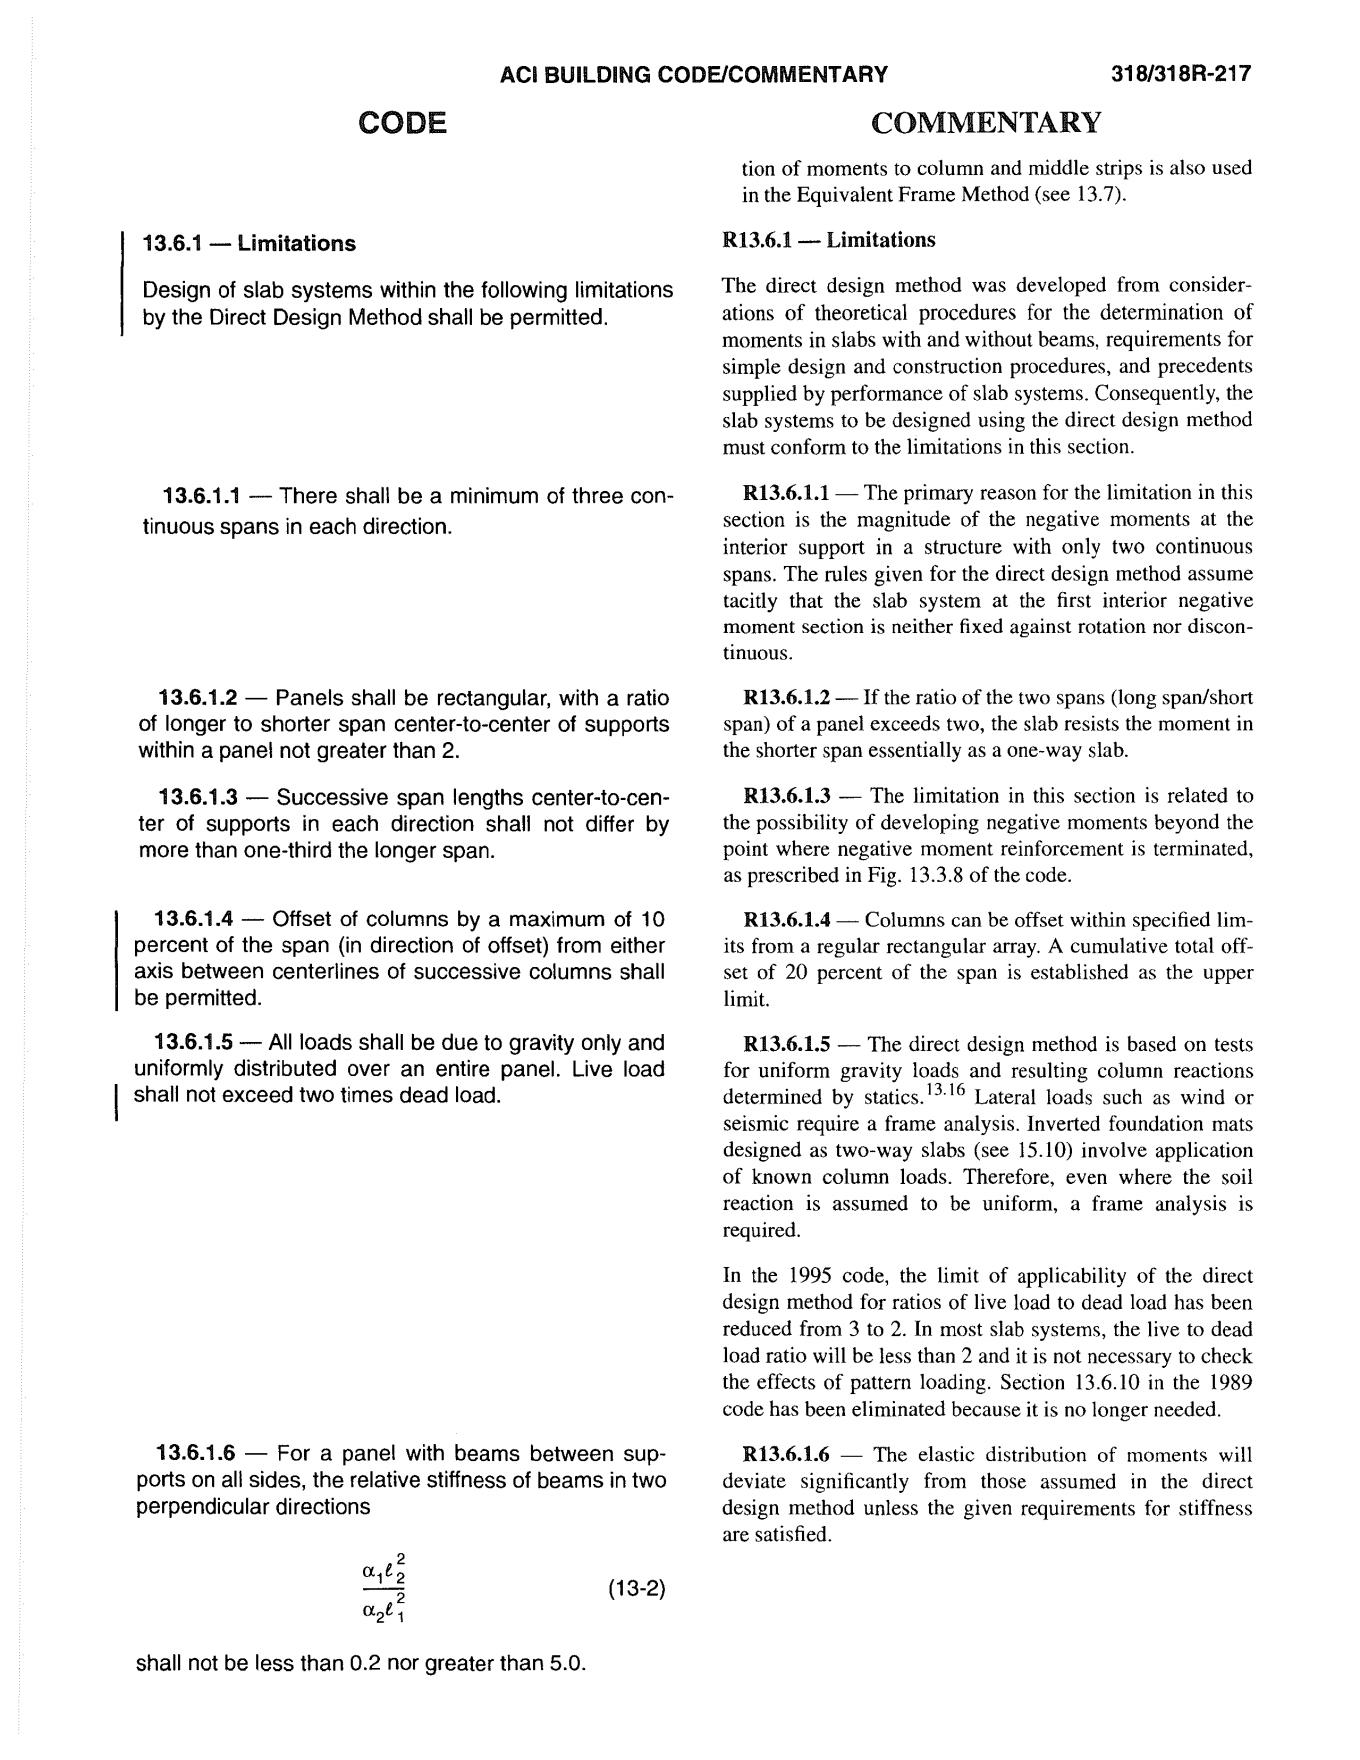 ACI BUILDING CODE/COMMENTARY 318/318R-217
CODE
COMMENTARY
tion of moments to column and middle strips is also used
in the Equivalent Frame Method (see 13.7).
13.6.1 — Limitations
Design of slab systems within the following limitations
by the Direct Design Method shall be permitted.
R13.6.1 — Limitations
The direct design method was developed from consider-
ations of theoretical procedures for the determination of
moments in slabs with and without beams, requirements for
simple design and construction procedures, and precedents
supplied by performance of slab systems. Consequently, the
slab systems to be designed using the direct design method
must conform to the limitations in this section.
13.6.1.1 — There shall be a minimum of three con-
tinuous spans in each direction.
R13.6.1.1 — The primary reason for the limitation in this
section is the magnitude of the negative moments at the
interior support in a structure with only two continuous
spans. The rules given for the direct design method assume
tacitly that the slab system at the first interior negative
moment section is neither fixed against rotation nor discon-
tinuous.
13.6.1.2 — Panels shall be rectangular, with a ratio
of longer to shorter span center-to-center of supports
within a panel not greater than 2.
R13.6.1.2 — If the ratio of the two spans (long span/short
span) of a panel exceeds two, the slab resists the moment in
the shorter span essentially as a one-way slab.
13.6.1.3 — Successive span lengths center-to-cen-
ter of supports in each direction shall not differ by
more than one-third the longer span.
R13.6.1.3 — The limitation in this section is related to
the possibility of developing negative moments beyond the
point where negative moment reinforcement is terminated,
as prescribed in Fig. 13.3.8 of the code.
13.6.1.4 — Offset of columns by a maximum of 10
percent of the span (in direction of offset) from either
axis between centerlines of successive columns shall
be permitted.
R13.6.1.4 — Columns can be offset within specified lim-
its from a regular rectangular array. A cumulative total off-
set of 20 percent of the span is established as the upper
limit.
13.6.1.5 — All loads shall be due to gravity only and
uniformly distributed over an entire panel. Live load
shall not exceed two times dead load.
R13.6.1.5 — The direct design method is based on tests
for uniform gravity loads and resulting column reactions
determined by statics.¹³·¹⁶ Lateral loads such as wind or
seismic require a frame analysis. Inverted foundation mats
designed as two-way slabs (see 15.10) involve application
of known column loads. Therefore, even where the soil
reaction is assumed to be uniform, a frame analysis is
required.
In the 1995 code, the limit of applicability of the direct
design method for ratios of live load to dead load has been
reduced from 3 to 2. In most slab systems, the live to dead
load ratio will be less than 2 and it is not necessary to check
the effects of pattern loading. Section 13.6.10 in the 1989
code has been eliminated because it is no longer needed.
13.6.1.6 — For a panel with beams between sup-
ports on all sides, the relative stiffness of beams in two
perpendicular directions
α₁ℓ₂²
α₂ℓ₁²
(13-2)
shall not be less than 0.2 nor greater than 5.0.
R13.6.1.6 — The elastic distribution of moments will
deviate significantly from those assumed in the direct
design method unless the given requirements for stiffness
are satisfied.